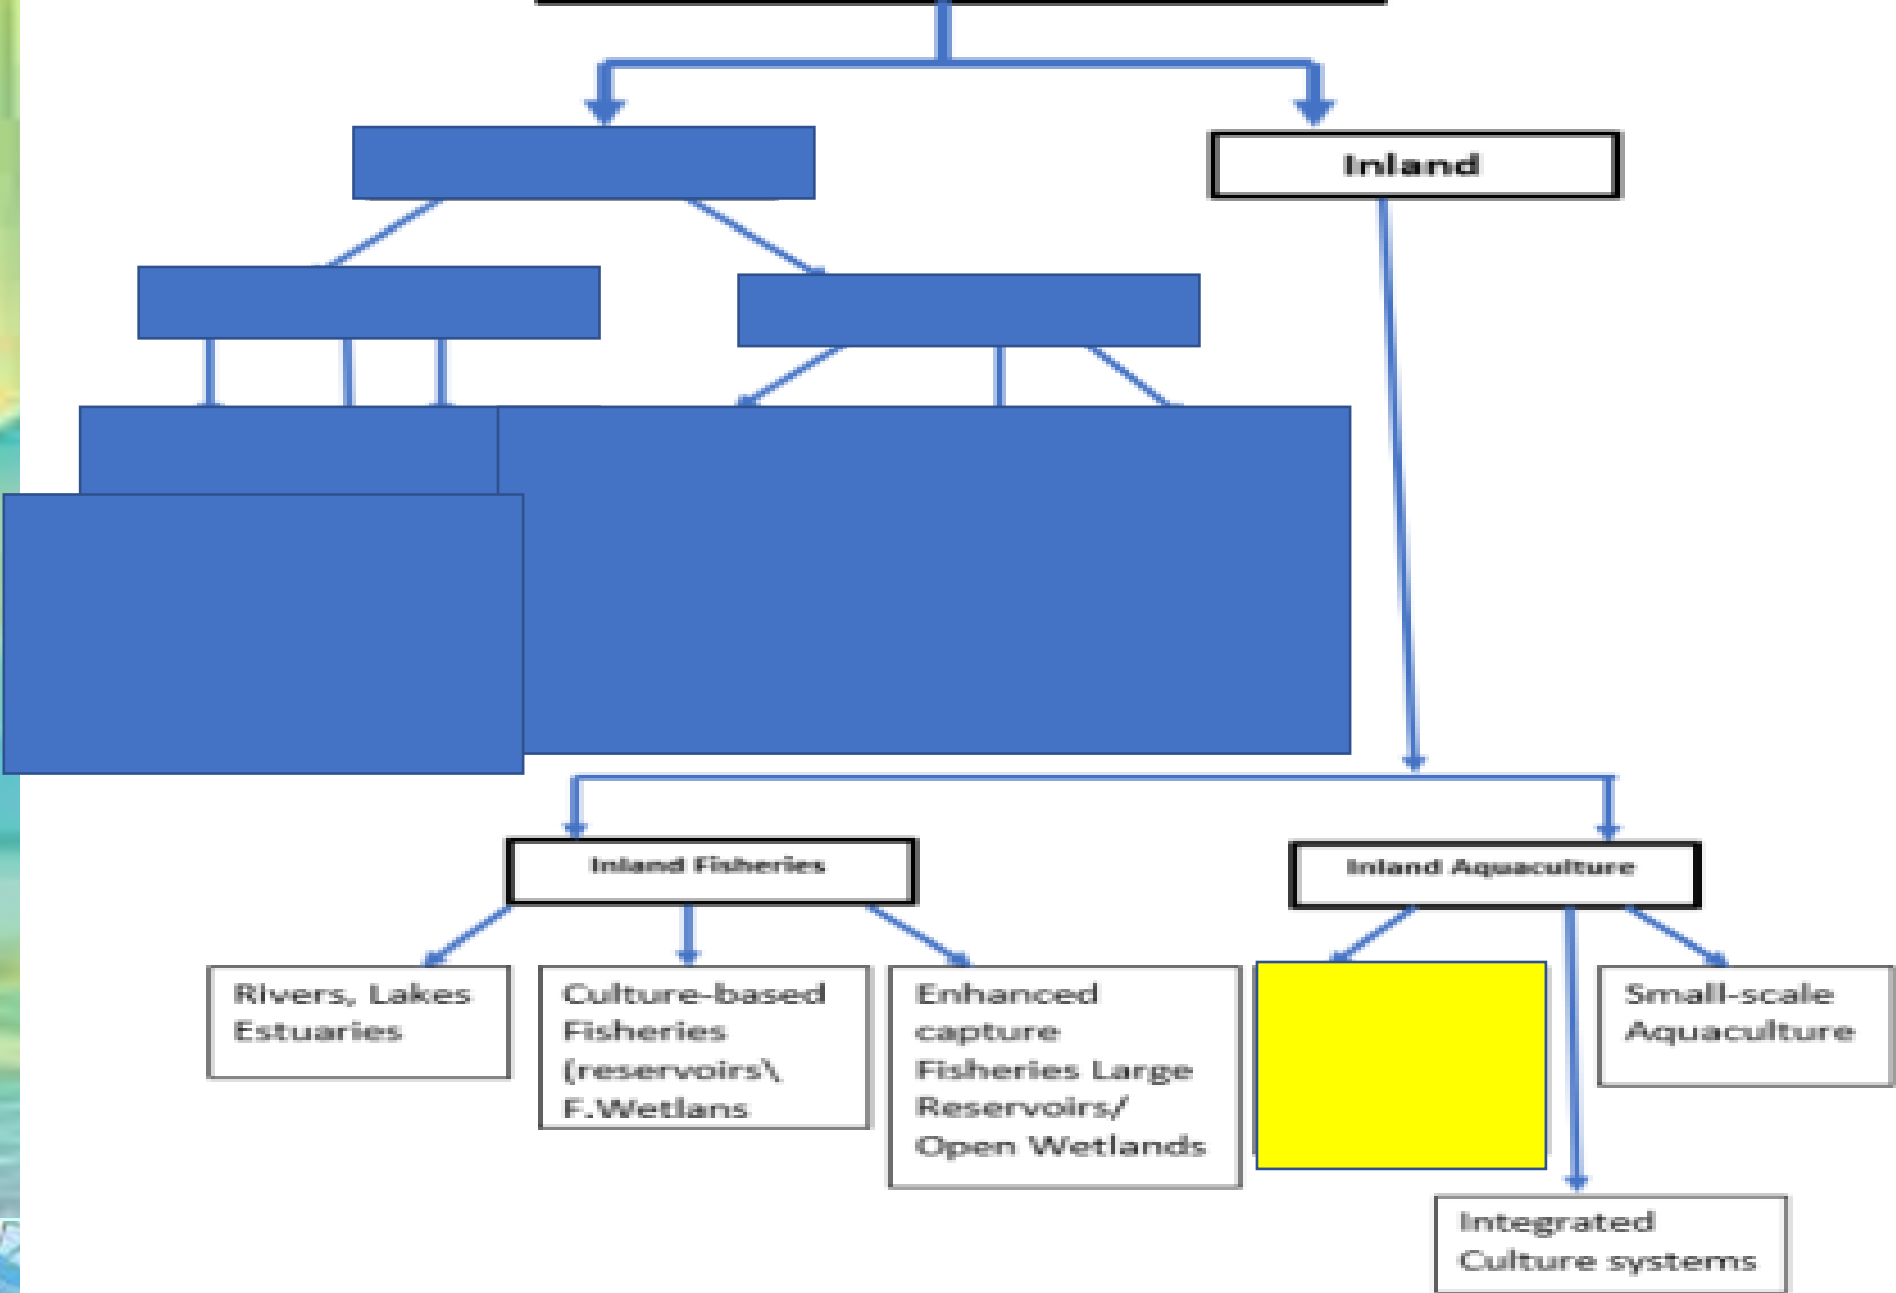 Inland
Inland Fisheries
Inland Aquaculture
Rivers, Lakes
Estuaries
Culture-based
Fisheries
(reservoirs\
F.Wetlans
Enhanced
capture
Fisheries Large
Reservoirs/
Open Wetlands
Small-scale
Aquaculture
Integrated
Culture systems